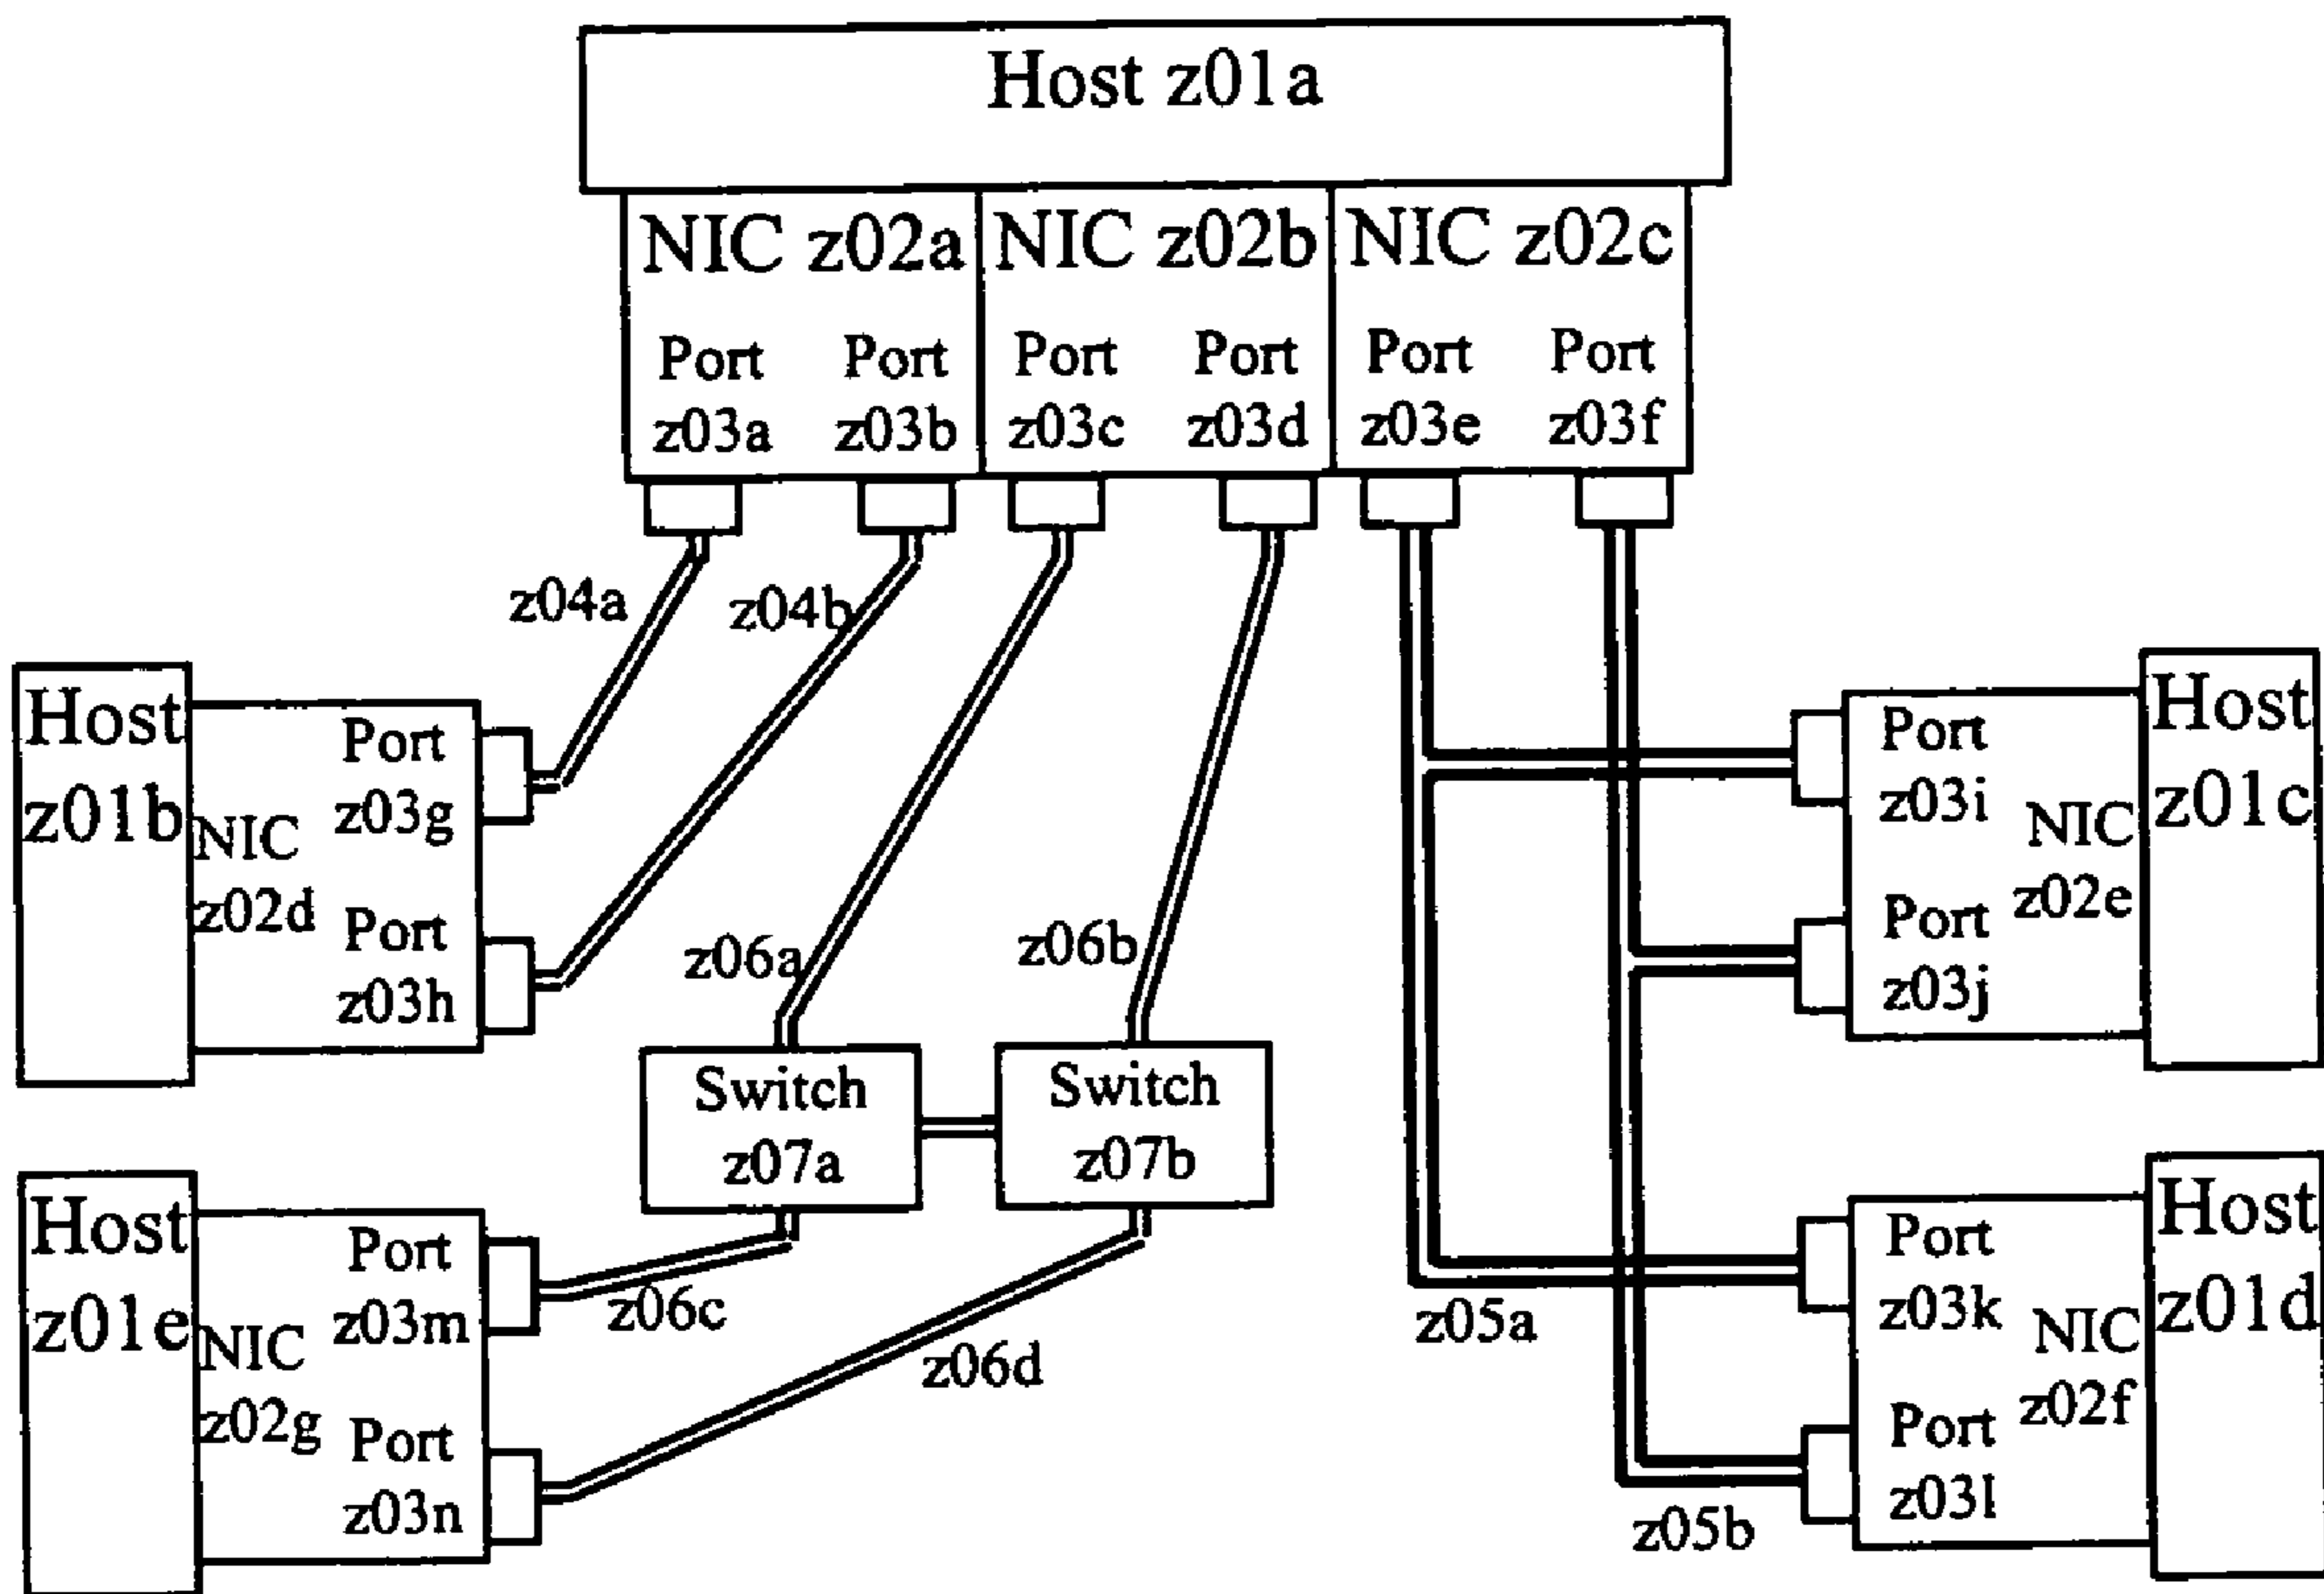 Host z01a
NIC z02a
NIC z02b
NIC z02c
Port
z03a
Port
z03b
Port
z03c
Port
z03d
Port
z03e
Port
z03f
z04a
z04b
Host
z01b
NIC
z02d
Port
z03g
Port
z03h
z06a
z06b
Port
z03i
Port
z03j
NIC
z02e
Host
z01c
Switch
z07a
Switch
z07b
Host
z01e
NIC
z02g
Port
z03m
Port
z03n
z06c
z06d
z05a
z05b
Port
z03k
Port
z03l
NIC
z02f
Host
z01d